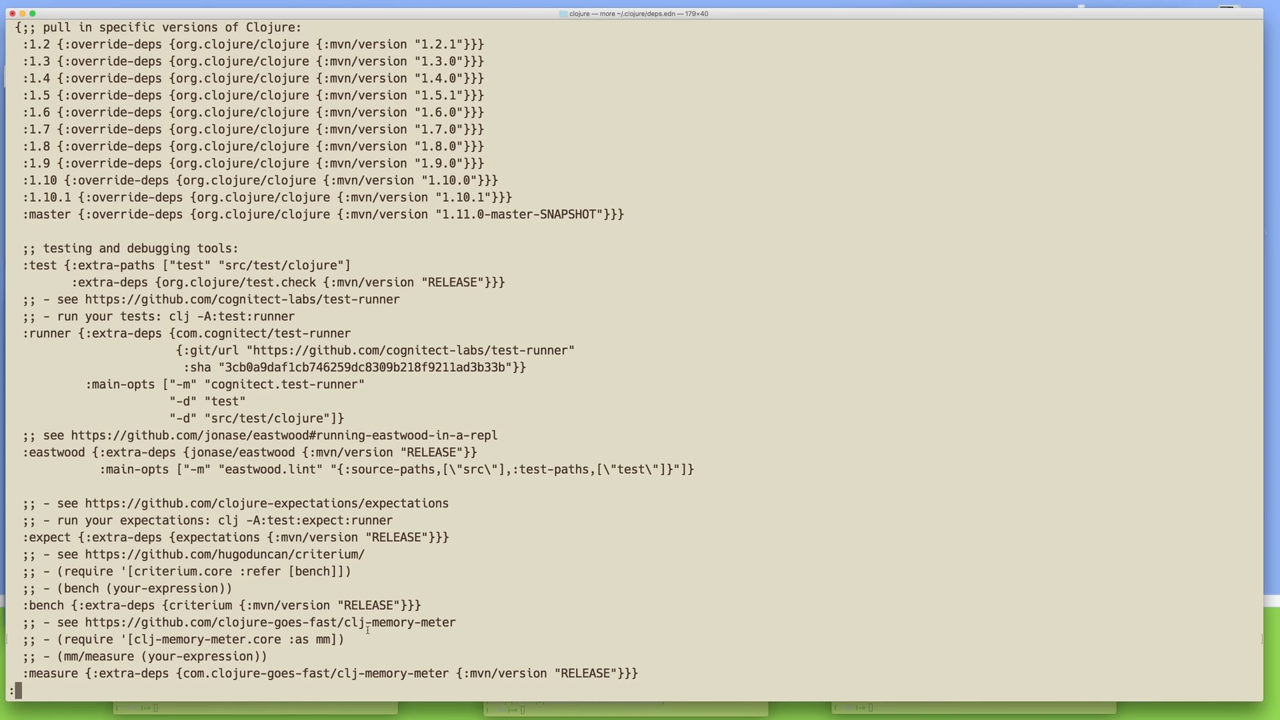 clojure — more ~/.clojure/deps.edn — 179×40
{;; pull in specific versions of Clojure:
:1.2 {:override-deps {org.clojure/clojure {:mvn/version "1.2.1"}}}
:1.3 {:override-deps {org.clojure/clojure {:mvn/version "1.3.0"}}}
:1.4 {:override-deps {org.clojure/clojure {:mvn/version "1.4.0"}}}
:1.5 {:override-deps {org.clojure/clojure {:mvn/version "1.5.1"}}}
:1.6 {:override-deps {org.clojure/clojure {:mvn/version "1.6.0"}}}
:1.7 {:override-deps {org.clojure/clojure {:mvn/version "1.7.0"}}}
:1.8 {:override-deps {org.clojure/clojure {:mvn/version "1.8.0"}}}
:1.9 {:override-deps {org.clojure/clojure {:mvn/version "1.9.0"}}}
:1.10 {:override-deps {org.clojure/clojure {:mvn/version "1.10.0"}}}
:1.10.1 {:override-deps {org.clojure/clojure {:mvn/version "1.10.1"}}}
:master {:override-deps {org.clojure/clojure {:mvn/version "1.11.0-master-SNAPSHOT"}}}
;; testing and debugging tools:
:test {:extra-paths ["test" "src/test/clojure"]
:extra-deps {org.clojure/test.check {:mvn/version "RELEASE"}}}
;; - see https://github.com/cognitect-labs/test-runner
;; - run your tests: clj -A:test:runner
:runner {:extra-deps {com.cognitect/test-runner
{:git/url "https://github.com/cognitect-labs/test-runner"
:sha "3cb0a9daf1cb746259dc8309b218f9211ad3b33b"}}
:main-opts ["-m" "cognitect.test-runner"
"-d" "test"
"-d" "src/test/clojure"]}
;; see https://github.com/jonase/eastwood#running-eastwood-in-a-repl
:eastwood {:extra-deps {jonase/eastwood {:mvn/version "RELEASE"}}
:main-opts ["-m" "eastwood.lint" "{:source-paths,[\"src\"],:test-paths,[\"test\"]}"]}
;; - see https://github.com/clojure-expectations/expectations
;; - run your expectations: clj -A:test:expect:runner
:expect {:extra-deps {expectations {:mvn/version "RELEASE"}}}
;; - see https://github.com/hugoduncan/criterium/
;; - (require '[criterium.core :refer [bench]])
;; - (bench (your-expression))
:bench {:extra-deps {criterium {:mvn/version "RELEASE"}}}
;; - see https://github.com/clojure-goes-fast/clj-memory-meter
;; - (require '[clj-memory-meter.core :as mm])
;; - (mm/measure (your-expression))
:measure {:extra-deps {com.clojure-goes-fast/clj-memory-meter {:mvn/version "RELEASE"}}}
: